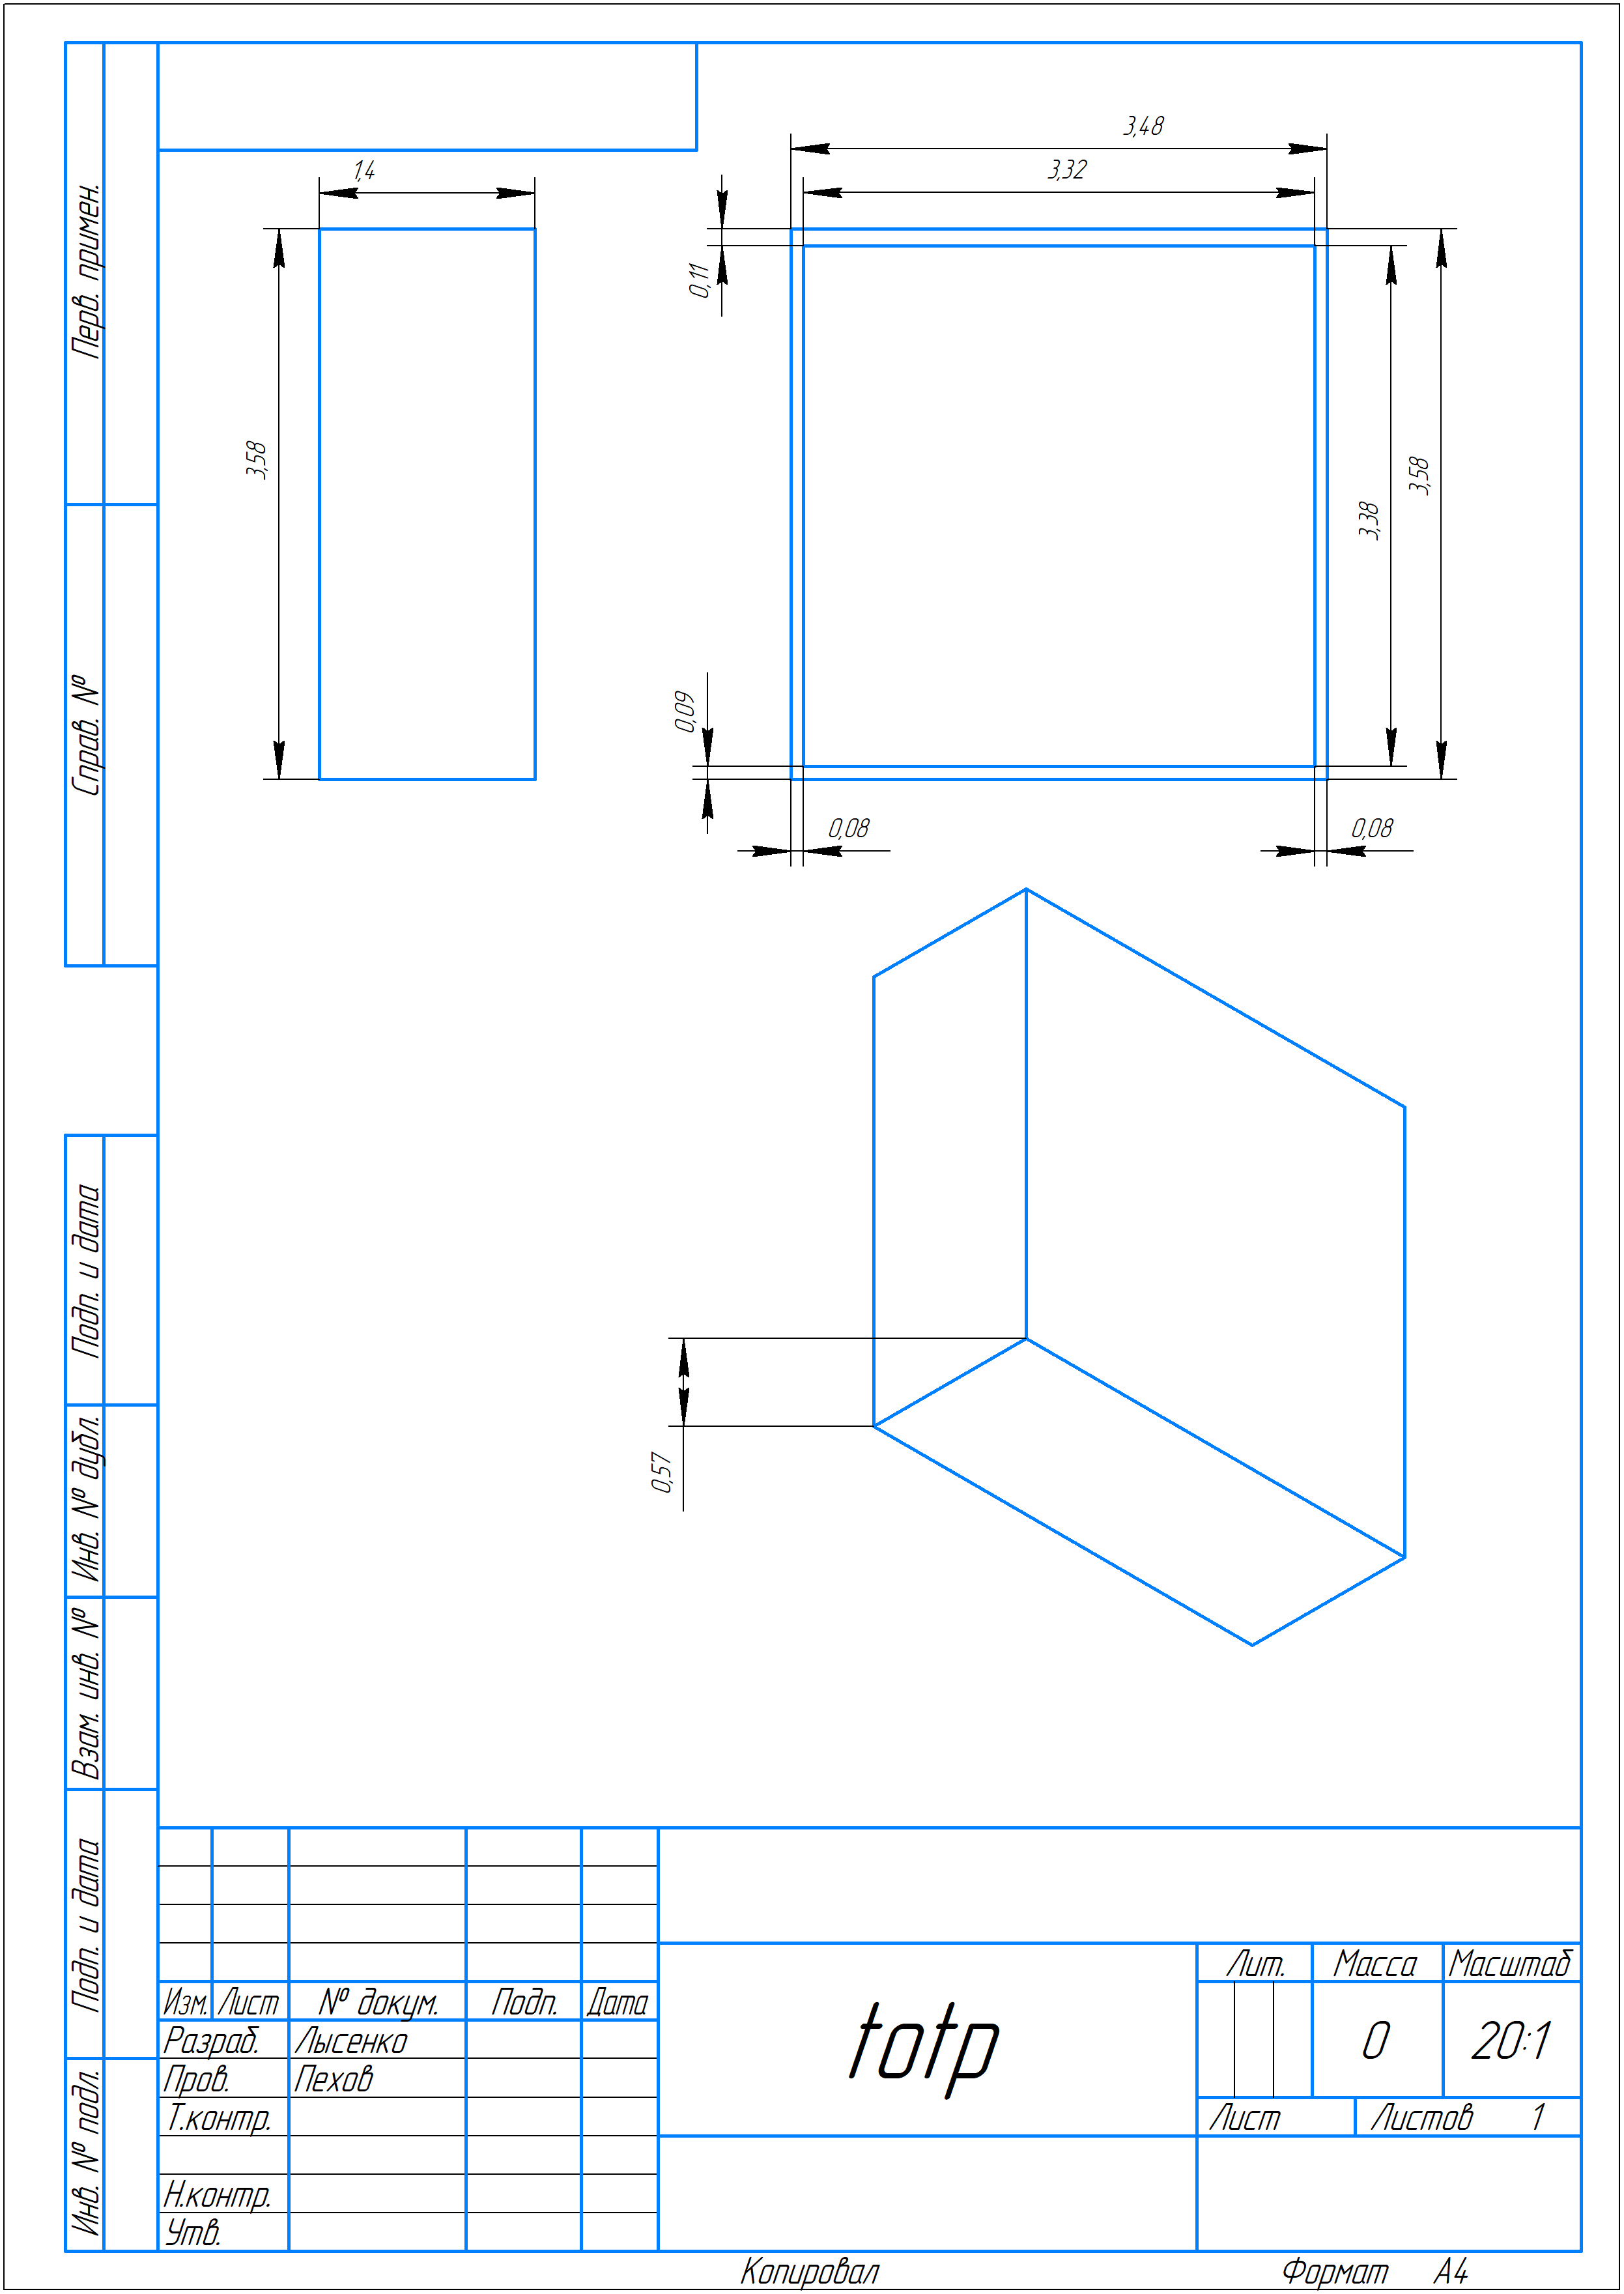 3,48
1,4
3,32
0,11
3,58
3,58
3,38
0,09
0,08
0,08
0,57
Перв. примен.
Справ. №
Подп. и дата
Инв. № дубл.
Взам. инв. №
Подп. и дата
Инв. № подл.
Изм. Лист № докум. Подп. Дата
Разраб. Лысенко
Пров. Пехов
Т.контр.
Н.контр.
Утв.
totp
Лит. Масса Масштаб
0 20:1
Лист Листов 1
Копировал Формат A4